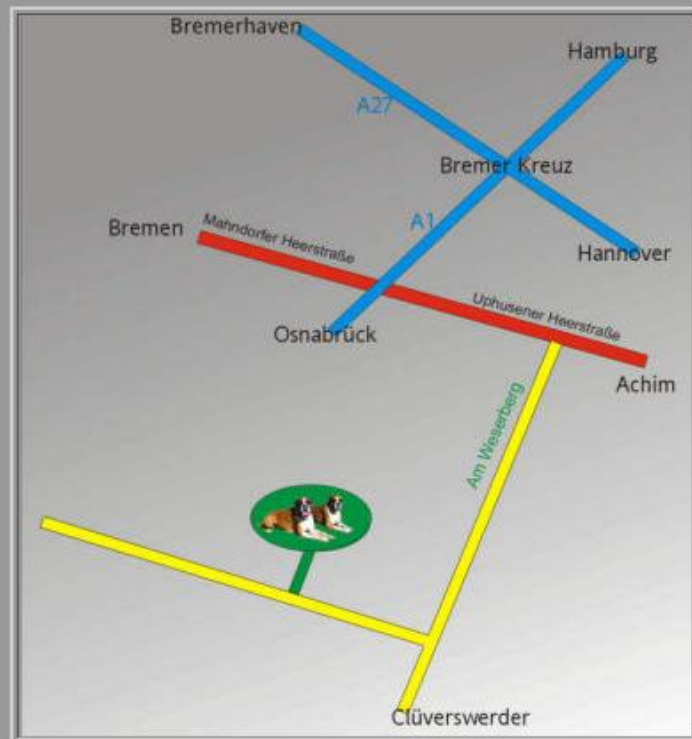 Bremerhaven
Hamburg
A27
Bremer Kreuz
Mahndorfer Heerstraße
Bremen
A1
Hannover
Uphusener Heerstraße
Osnabrück
Achim
Am Weserberg
Clüverswerder